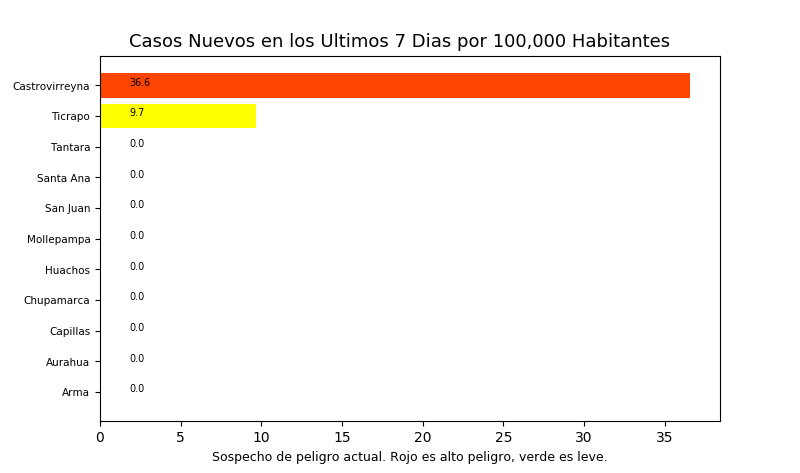 Casos Nuevos en los Ultimos 7 Dias por 100,000 Habitantes
Castrovirreyna 36.6
Ticrapo 9.7
Tantara 0.0
Santa Ana 0.0
San Juan 0.0
Mollepampa 0.0
Huachos 0.0
Chupamarca 0.0
Capillas 0.0
Aurahua 0.0
Arma 0.0
0 5 10 15 20 25 30 35
Sospecho de peligro actual. Rojo es alto peligro, verde es leve.